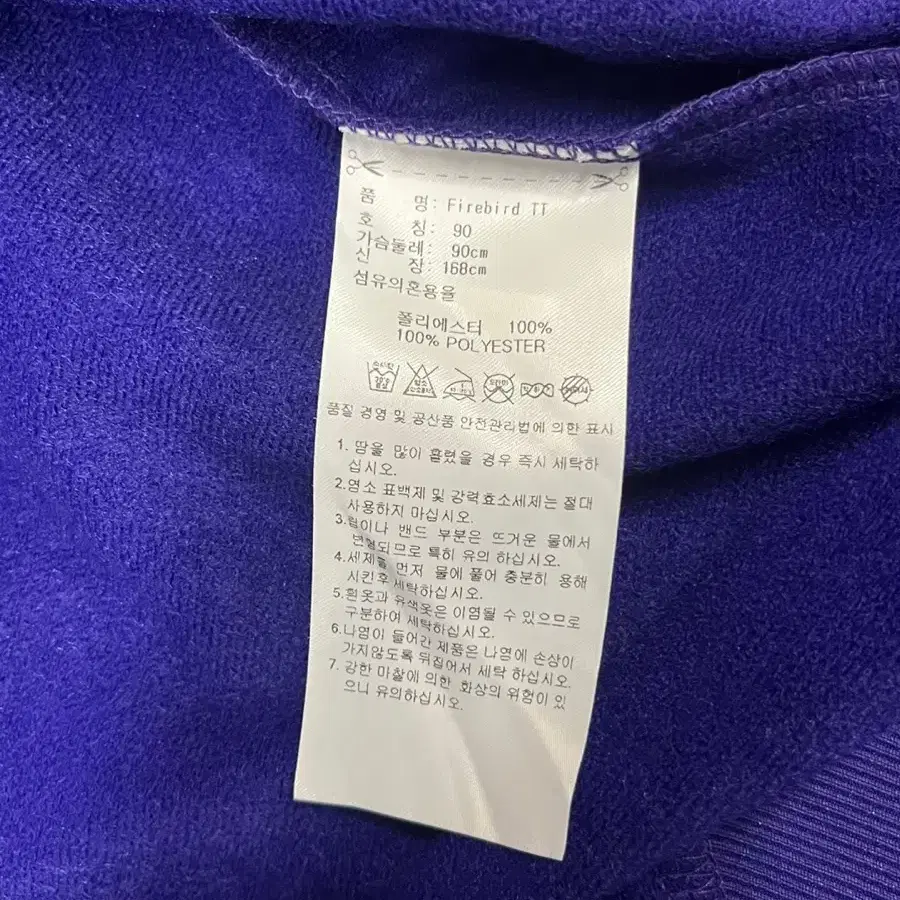 품 명: Firebird TT
호 칭: 90
가슴둘레: 90cm
신 장: 168cm
섬유의혼용율
폴리에스터 100%
100% POLYESTER
품질 경영 및 공산품 안전관리법에 의한 표시
1. 땀을 많이 흘렸을 경우 즉시 세탁하
십시오.
2.염소 표백제 및 강력효소세제는 절대
사용하지 마십시오.
3.립이나 밴드 부분은 뜨거운 물에서
변형되므로 특히 유의 하십시오.
4.세제를 먼저 물에 풀어 충분히 용해
시킨후 세탁하십시오.
5.흰옷과 유색옷은 이염될 수 있으므로
구분하여 세탁하십시오.
6.나염이 들어간 제품은 나염에 손상이
가지않도록 뒤집어서 세탁 하십시오.
7. 강한 마찰에 의한 화상의 위험이 있
으니 유의하십시오.